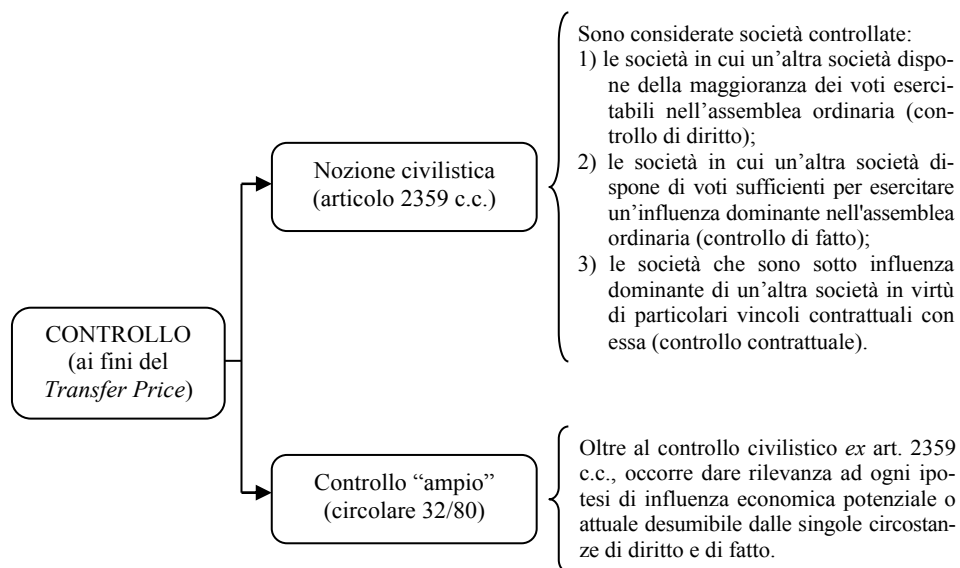 Sono considerate società controllate:
1) le società in cui un’altra società dispo-
ne della maggioranza dei voti eserci-
tabili nell’assemblea ordinaria (con-
trollo di diritto);
2) le società in cui un’altra società di-
spone di voti sufficienti per esercitare
un’influenza dominante nell'assemblea
ordinaria (controllo di fatto);
3) le società che sono sotto influenza
dominante di un’altra società in virtù
di particolari vincoli contrattuali con
essa (controllo contrattuale).
Nozione civilistica
(articolo 2359 c.c.)
CONTROLLO
(ai fini del
Transfer Price)
Controllo “ampio”
(circolare 32/80)
Oltre al controllo civilistico ex art. 2359
c.c., occorre dare rilevanza ad ogni ipo-
tesi di influenza economica potenziale o
attuale desumibile dalle singole circostan-
ze di diritto e di fatto.